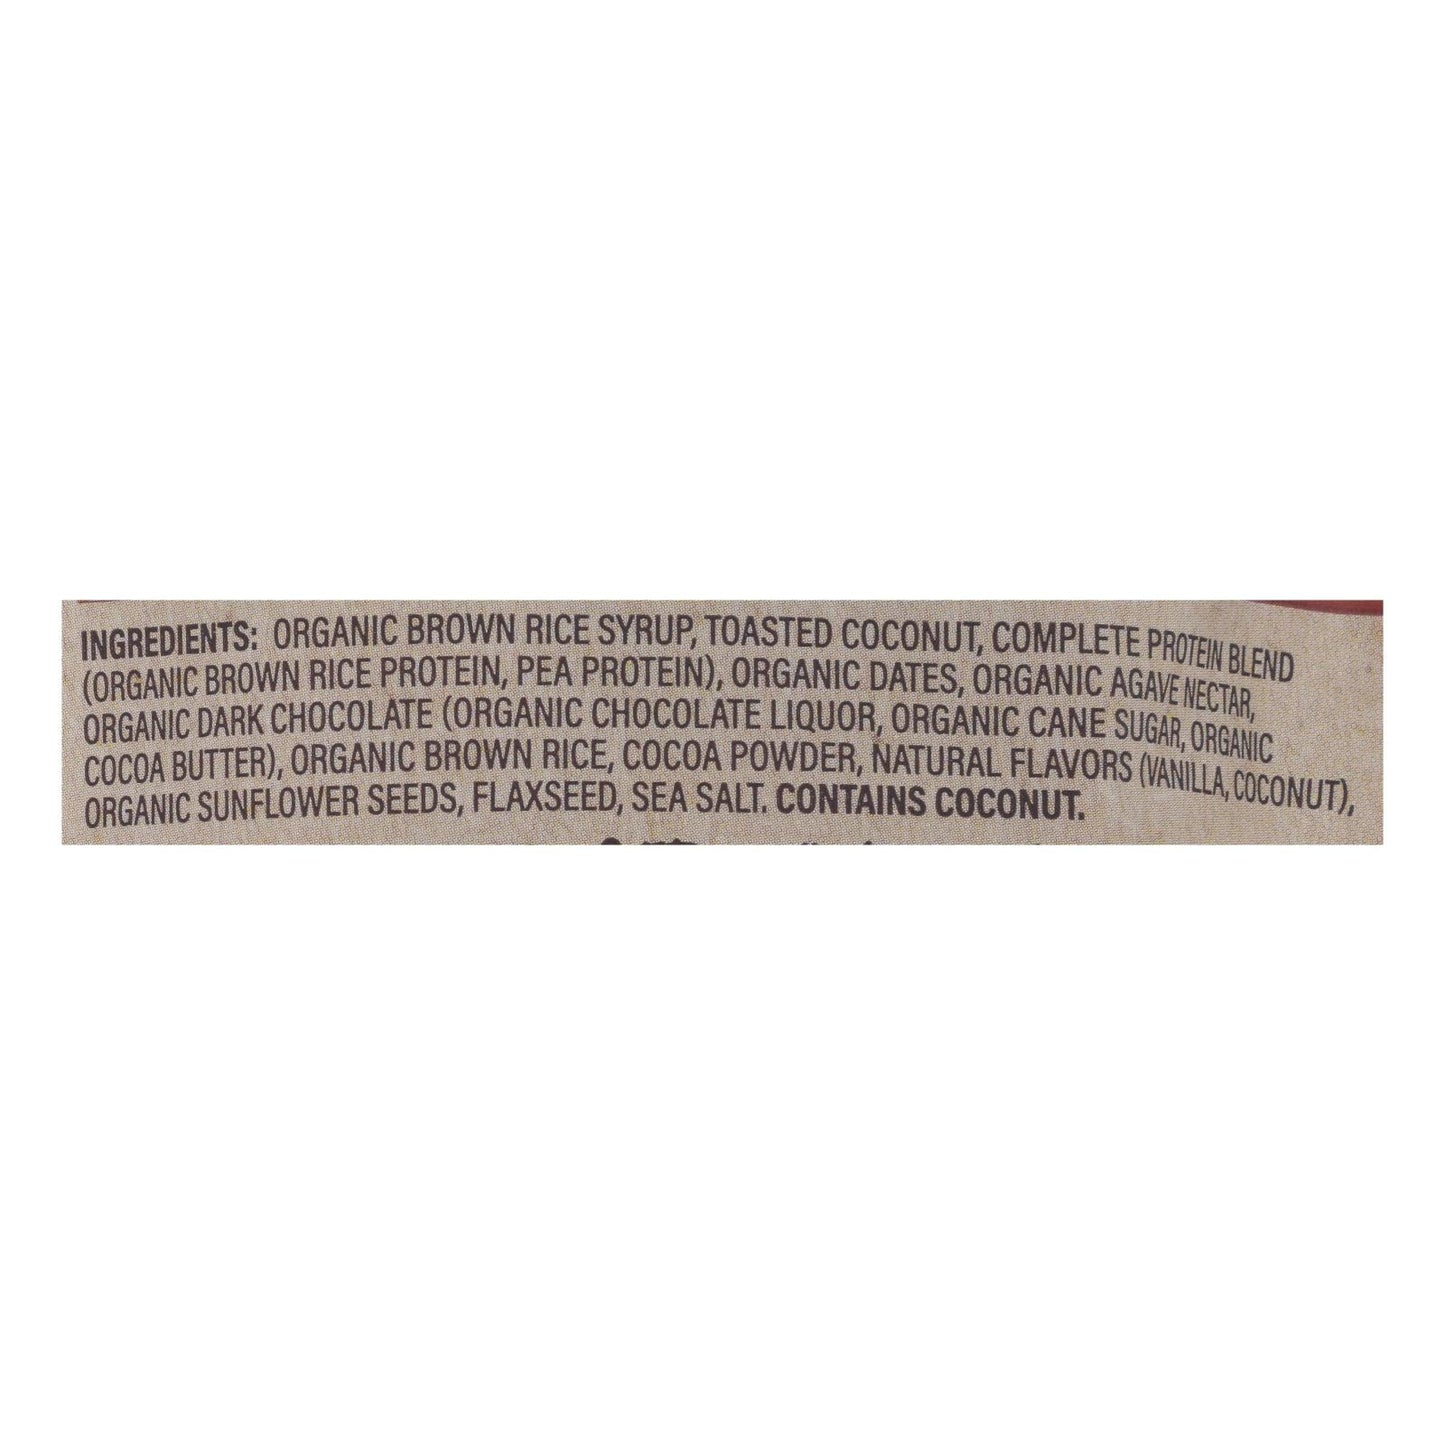 INGREDIENTS: ORGANIC BROWN RICE SYRUP, TOASTED COCONUT, COMPLETE PROTEIN BLEND
(ORGANIC BROWN RICE PROTEIN, PEA PROTEIN), ORGANIC DATES, ORGANIC AGAVE NECTAR,
ORGANIC DARK CHOCOLATE (ORGANIC CHOCOLATE LIQUOR, ORGANIC CANE SUGAR, ORGANIC
COCOA BUTTER), ORGANIC BROWN RICE, COCOA POWDER, NATURAL FLAVORS (VANILLA, COCONUT),
ORGANIC SUNFLOWER SEEDS, FLAXSEED, SEA SALT. CONTAINS COCONUT.